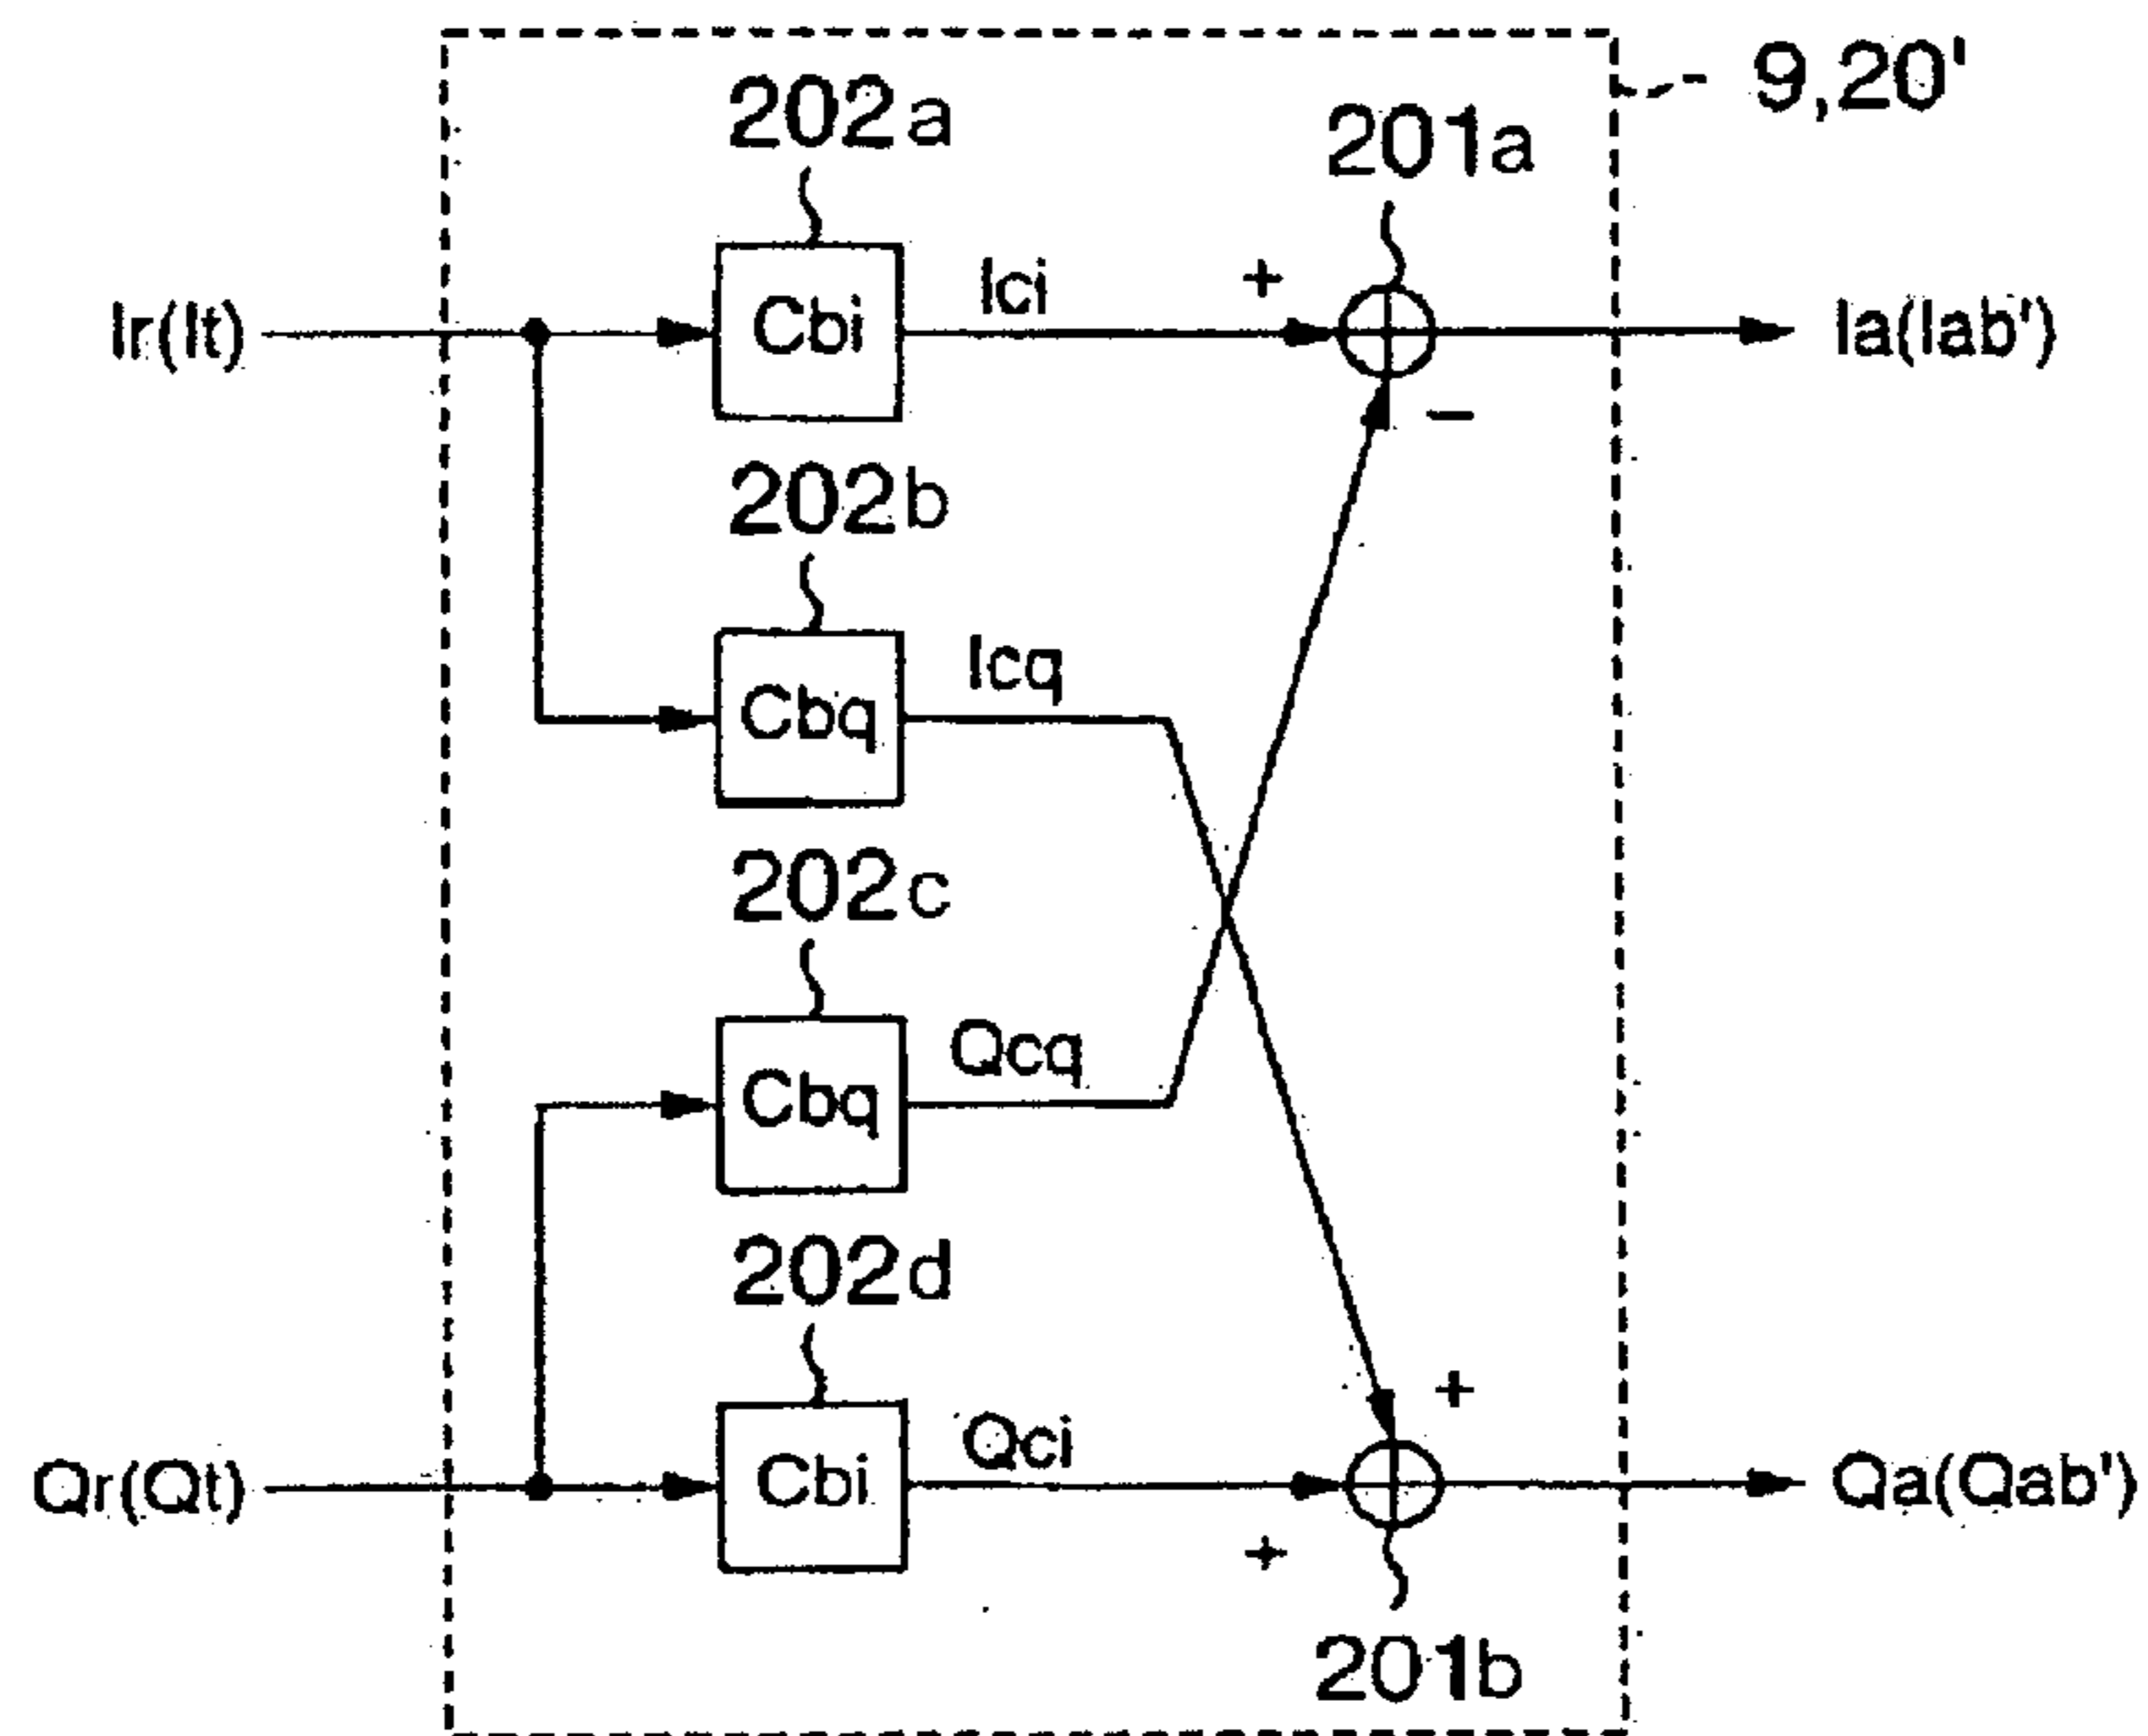 9,20'
202a
201a
Ir(It)
Cbi
Ici
+
Ia(Iab')
−
202b
Cbq
Icq
202c
Cbq
Qcq
202d
+
Qr(Qt)
Cbi
Qci
Qa(Qab')
+
201b